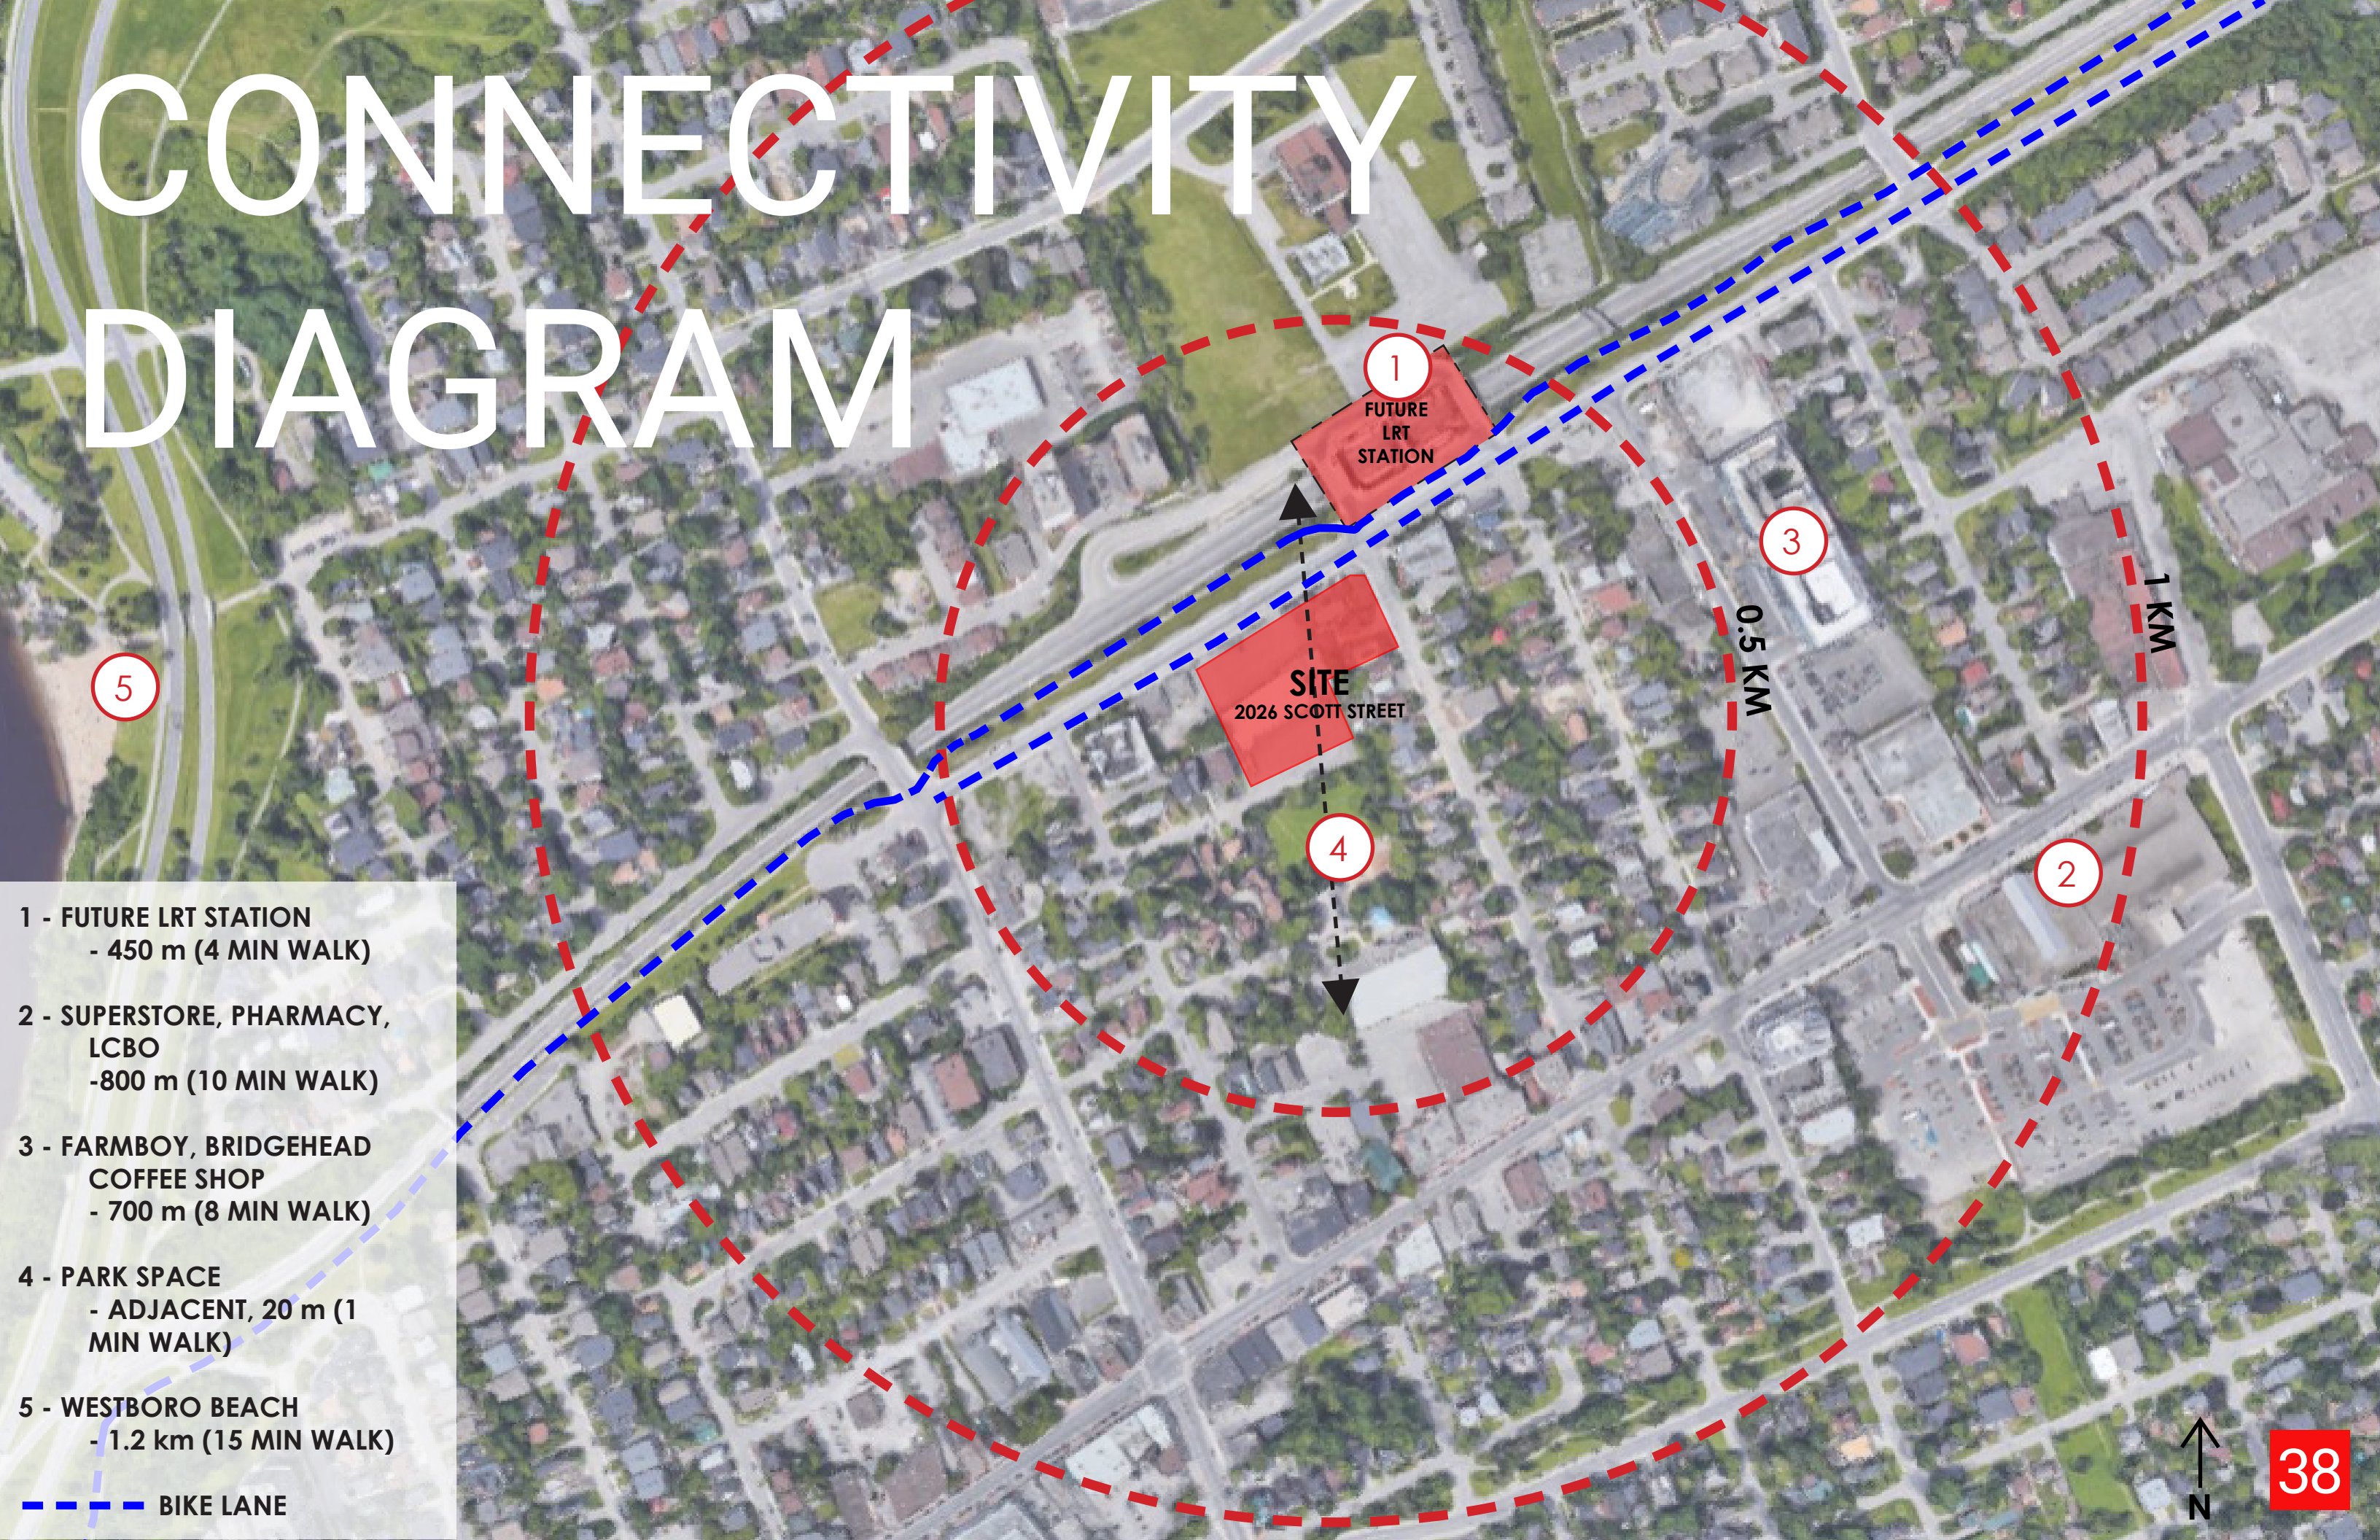 CONNECTIVITY
DIAGRAM
1
FUTURE
LRT
STATION
3
0.5 KM
1 KM
5
SITE
2026 SCOTT STREET
4
2
1 - FUTURE LRT STATION
- 450 m (4 MIN WALK)
2 - SUPERSTORE, PHARMACY,
LCBO
-800 m (10 MIN WALK)
3 - FARMBOY, BRIDGEHEAD
COFFEE SHOP
- 700 m (8 MIN WALK)
4 - PARK SPACE
- ADJACENT, 20 m (1
MIN WALK)
5 - WESTBORO BEACH
- 1.2 km (15 MIN WALK)
BIKE LANE
N
38